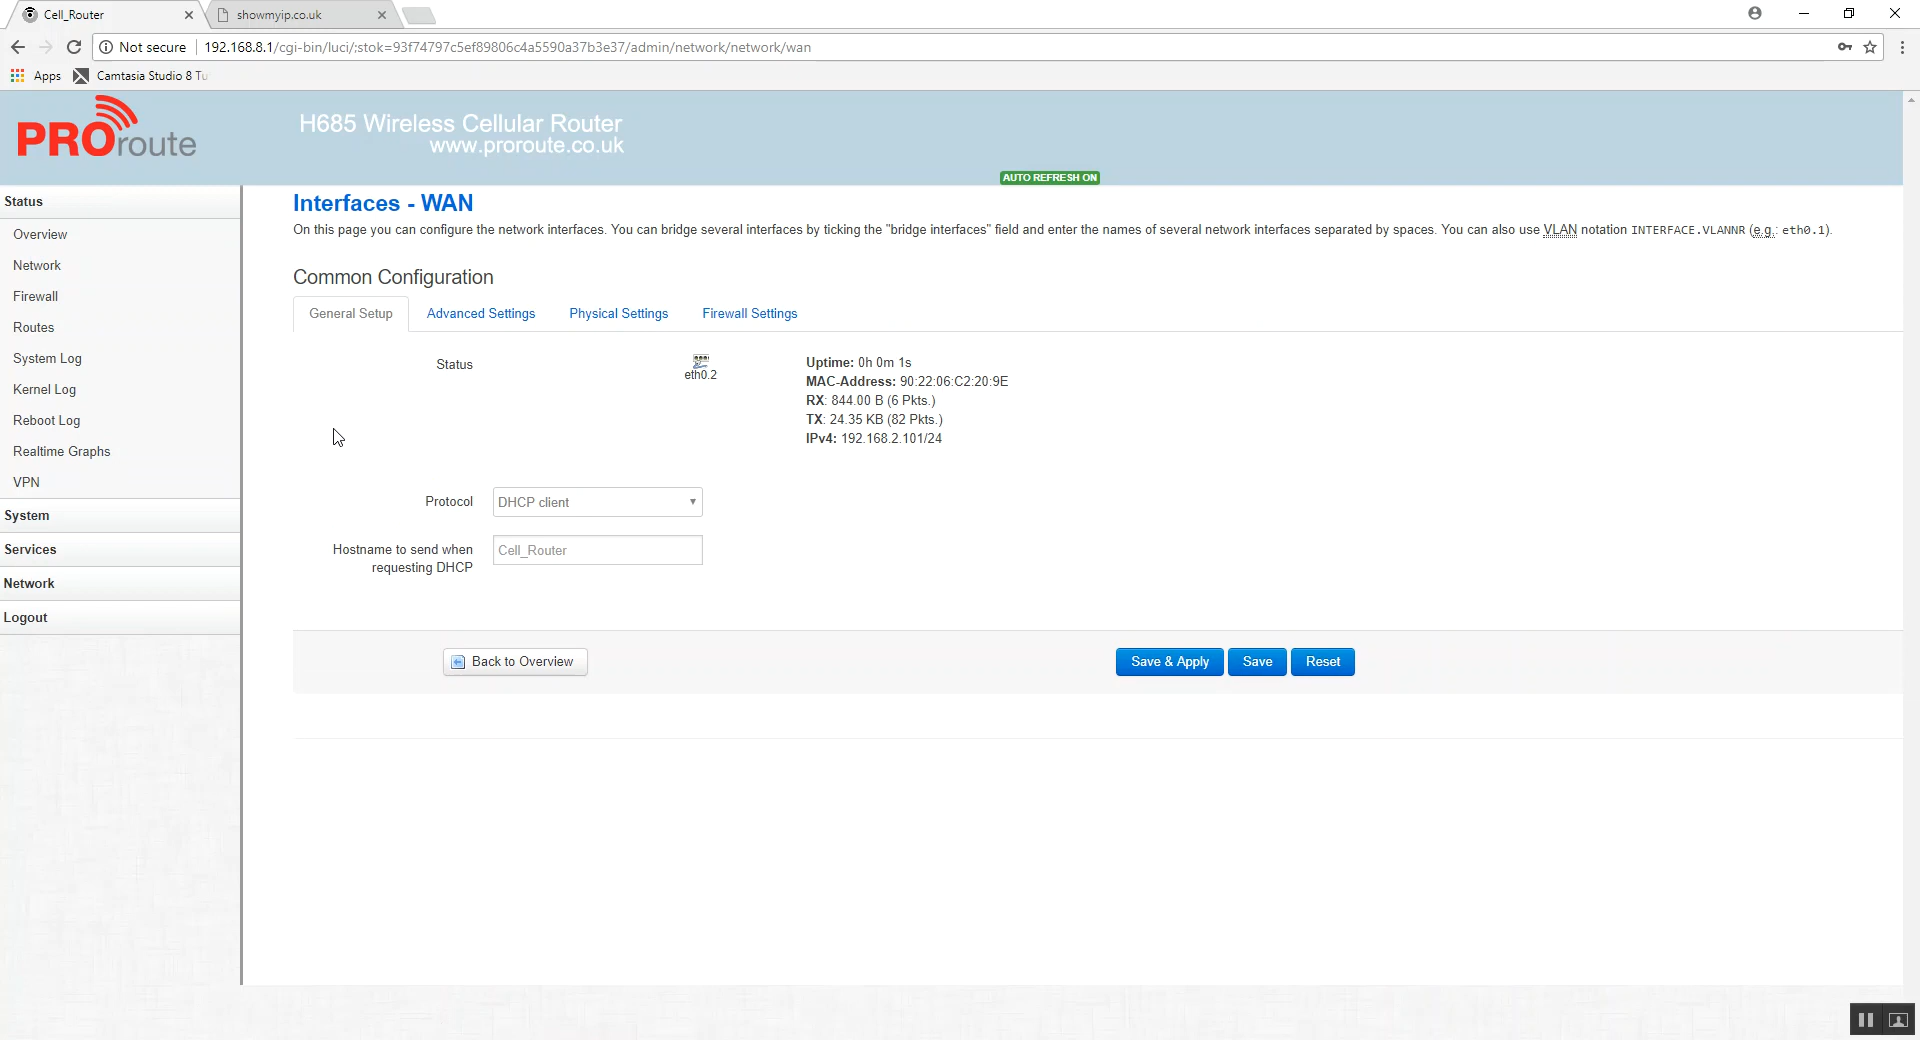 Cell_Router
showmyip.co.uk
Not secure
192.168.8.1/cgi-bin/luci/;stok=93f74797c5ef89806c4a5590a37b3e37/admin/network/network/wan
Apps
Camtasia Studio 8 Tu
PROroute
H685 Wireless Cellular Router
www.proroute.co.uk
AUTO REFRESH ON
Status
Overview
Network
Firewall
Routes
System Log
Kernel Log
Reboot Log
Realtime Graphs
VPN
System
Services
Network
Logout
Interfaces - WAN
On this page you can configure the network interfaces. You can bridge several interfaces by ticking the "bridge interfaces" field and enter the names of several network interfaces separated by spaces. You can also use VLAN notation INTERFACE.VLANNR (e.g.: eth0.1).
Common Configuration
General Setup
Advanced Settings
Physical Settings
Firewall Settings
Status
eth0.2
Uptime: 0h 0m 1s
MAC-Address: 90:22:06:C2:20:9E
RX: 844.00 B (6 Pkts.)
TX: 24.35 KB (82 Pkts.)
IPv4: 192.168.2.101/24
Protocol
DHCP client
Hostname to send when
requesting DHCP
Cell_Router
Back to Overview
Save & Apply
Save
Reset